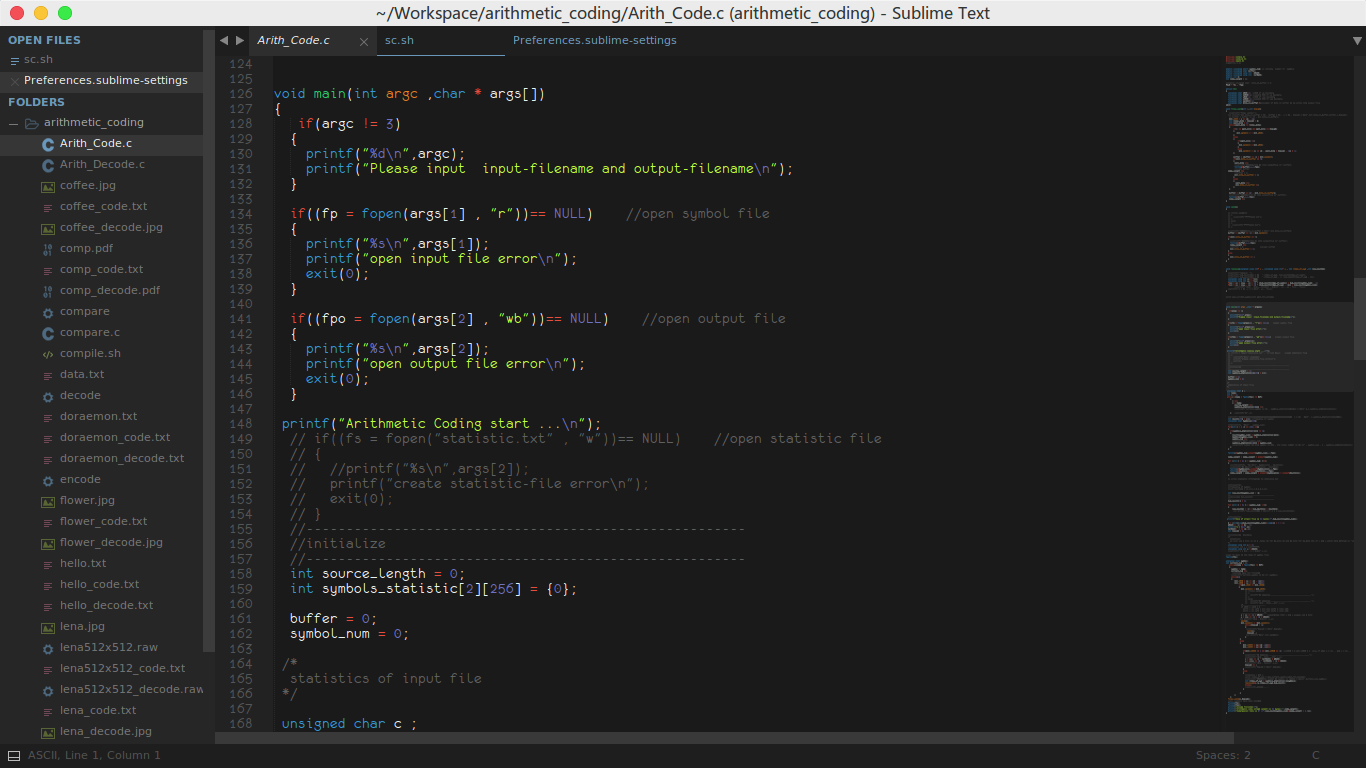 ~/Workspace/arithmetic_coding/Arith_Code.c (arithmetic_coding) - Sublime Text
OPEN FILES
sc.sh
Preferences.sublime-settings
FOLDERS
arithmetic_coding
Arith_Code.c
Arith_Decode.c
coffee.jpg
coffee_code.txt
coffee_decode.jpg
comp.pdf
comp_code.txt
comp_decode.pdf
compare
compare.c
compile.sh
data.txt
decode
doraemon.txt
doraemon_code.txt
doraemon_decode.txt
encode
flower.jpg
flower_code.txt
flower_decode.jpg
hello.txt
hello_code.txt
hello_decode.txt
lena.jpg
lena512x512.raw
lena512x512_code.txt
lena512x512_decode.raw
lena_code.txt
lena_decode.jpg
Arith_Code.c sc.sh Preferences.sublime-settings
124
125
126 void main(int argc ,char * args[])
127 {
128    if(argc != 3)
129   {
130     printf("%d\n",argc);
131     printf("Please input  input-filename and output-filename\n");
132   }
133
134   if((fp = fopen(args[1] , "r"))== NULL)    //open symbol file
135   {
136     printf("%s\n",args[1]);
137     printf("open input file error\n");
138     exit(0);
139   }
140
141   if((fpo = fopen(args[2] , "wb"))== NULL)    //open output file
142   {
143     printf("%s\n",args[2]);
144     printf("open output file error\n");
145     exit(0);
146   }
147
148  printf("Arithmetic Coding start ...\n");
149   // if((fs = fopen("statistic.txt" , "w"))== NULL)    //open statistic file
150   // {
151   //   //printf("%s\n",args[2]);
152   //   printf("create statistic-file error\n");
153   //   exit(0);
154   // }
155   //-------------------------------------------------------
156   //initialize
157   //--------------------------------------------------------
158   int source_length = 0;
159   int symbols_statistic[2][256] = {0};
160
161   buffer = 0;
162   symbol_num = 0;
163
164  /*
165   statistics of input file
166  */
167
168  unsigned char c ;
ASCII, Line 1, Column 1
Spaces: 2
C